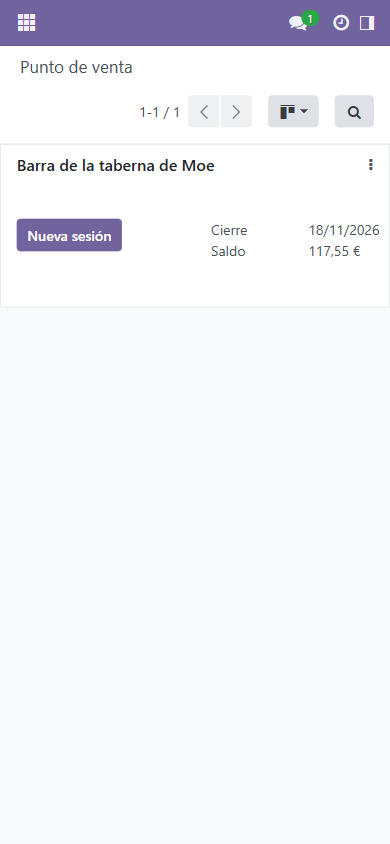 1
Punto de venta
1-1 / 1
Barra de la taberna de Moe
Nueva sesión
Cierre 18/11/2026
Saldo 117,55 €